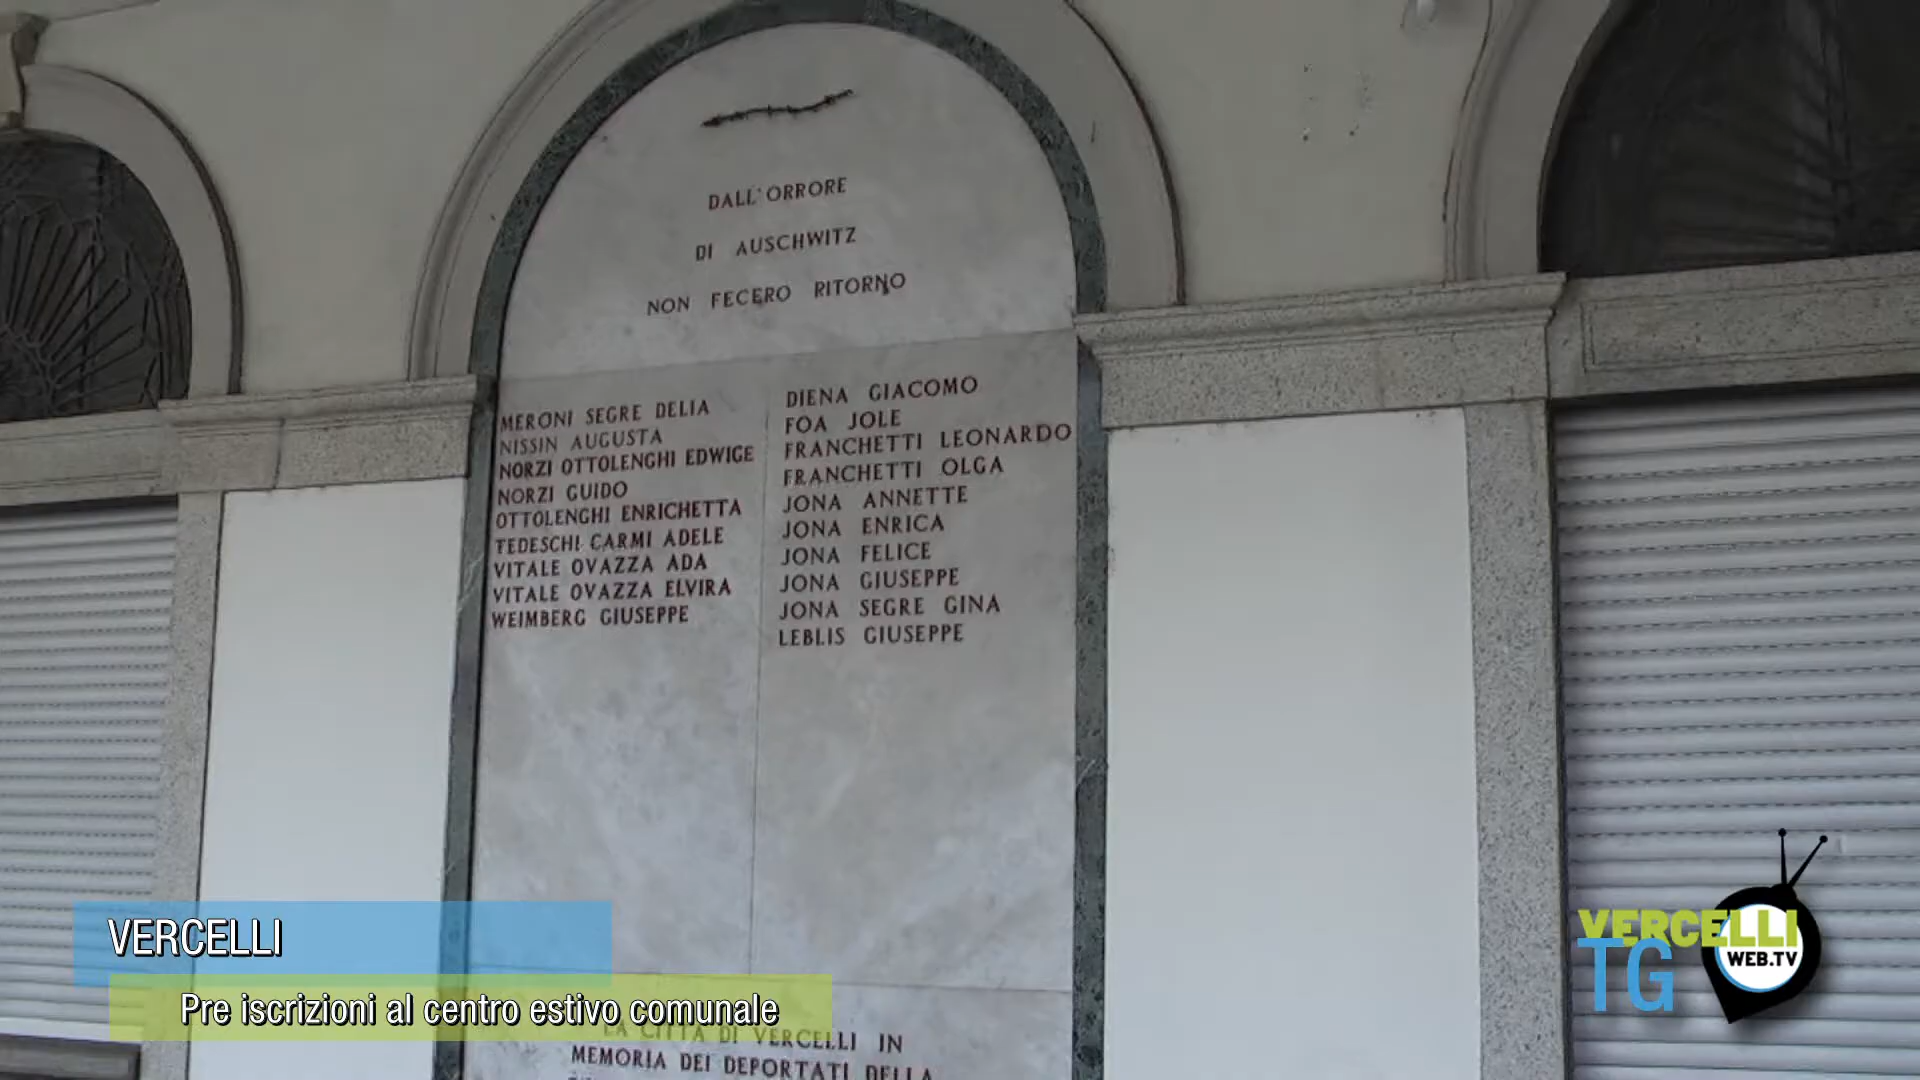 DALL'ORRORE
DI AUSCHWITZ
NON FECERO RITORNO
MERONI SEGRE DELIA
NISSIN AUGUSTA
NORZI OTTOLENGHI EDWIGE
NORZI GUIDO
OTTOLENGHI ENRICHETTA
TEDESCHI CARMI ADELE
VITALE OVAZZA ADA
VITALE OVAZZA ELVIRA
WEIMBERG GIUSEPPE
DIENA GIACOMO
FOA JOLE
FRANCHETTI LEONARDO
FRANCHETTI OLGA
JONA ANNETTE
JONA ENRICA
JONA FELICE
JONA GIUSEPPE
JONA SEGRE GINA
LEBLIS GIUSEPPE
LA CITTÀ DI VERCELLI IN
MEMORIA DEI DEPORTATI DELLA
VERCELLI
Pre iscrizioni al centro estivo comunale
VERCELLI
WEB.TV
TG